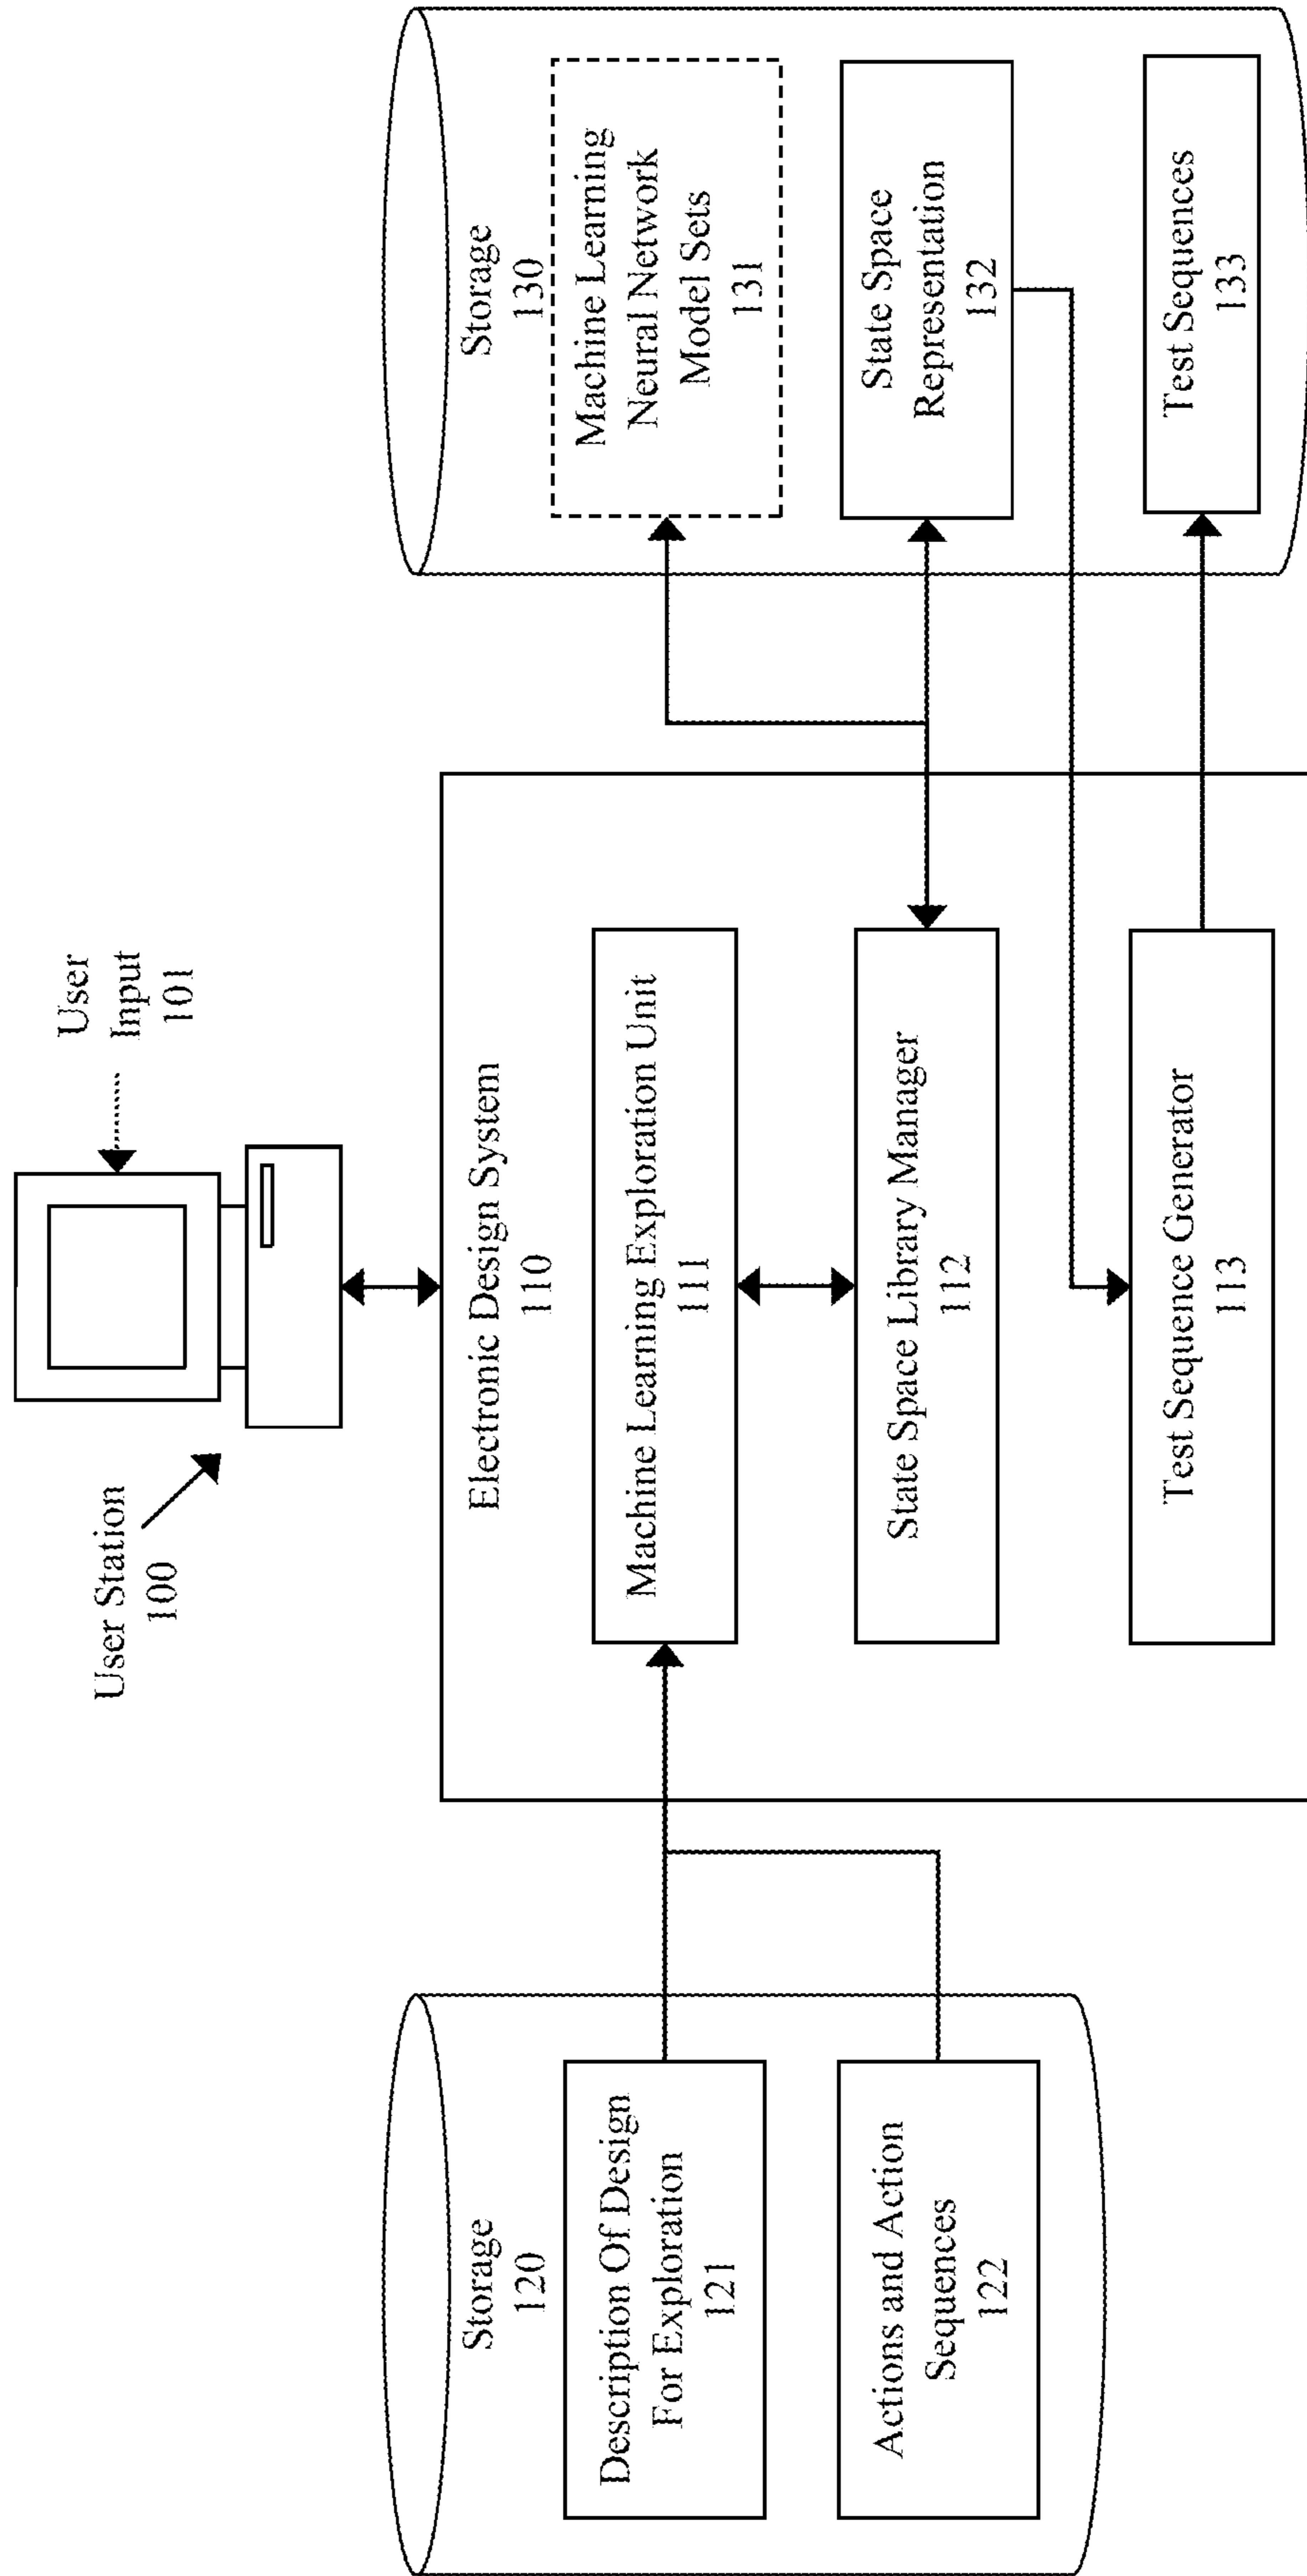 User Station
100
User
Input
101
Storage
120
Description Of Design
For Exploration
121
Actions and Action
Sequences
122
Electronic Design System
110
Machine Learning Exploration Unit
111
State Space Library Manager
112
Test Sequence Generator
113
Storage
130
Machine Learning
Neural Network
Model Sets
131
State Space
Representation
132
Test Sequences
133